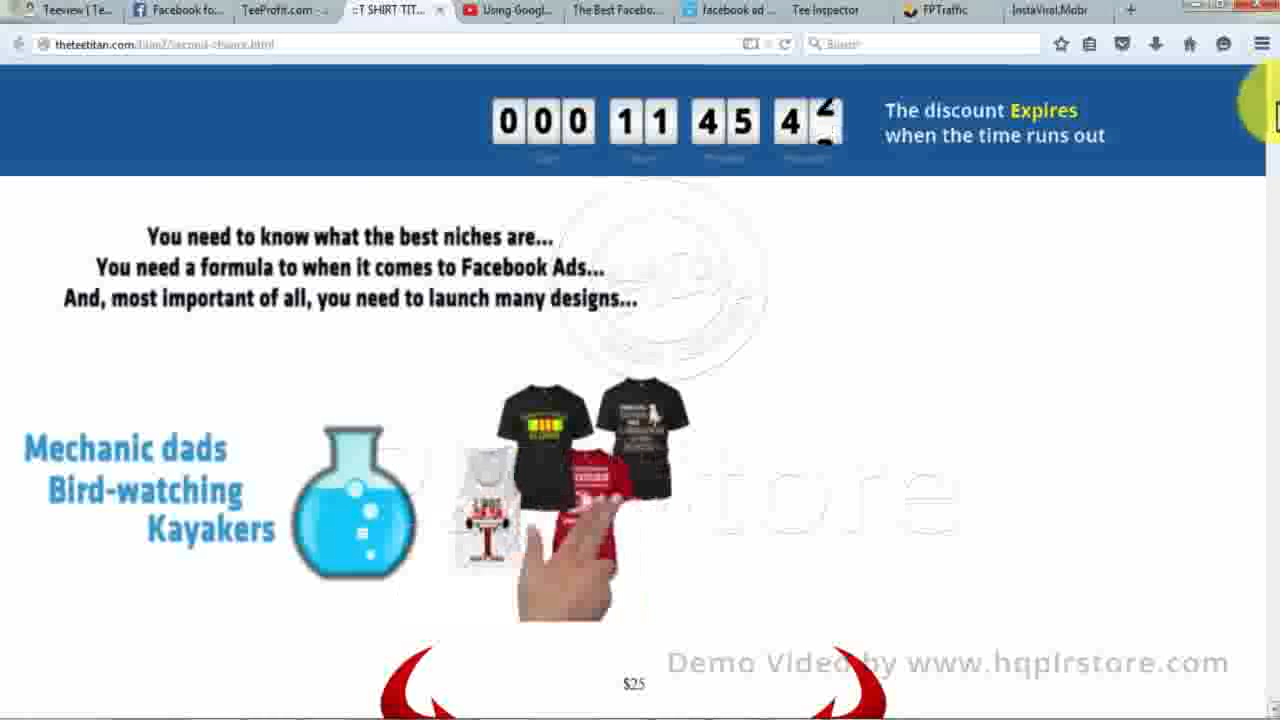 Teeview | Te...
Facebook fo...
TeeProfit.com - ...
:: T SHIRT TIT...
Using Googl...
The Best Facebo...
facebook ad ...
Tee Inspector
FPTraffic
InstaViral.Mobi
theteetitan.com
second-chance.html
Search
000 11 45 4
The discount Expires
when the time runs out
You need to know what the best niches are...
You need a formula to when it comes to Facebook Ads...
And, most important of all, you need to launch many designs...
Mechanic dads
Bird-watching
Kayakers
Demo Video by www.hqplrstore.com
$25